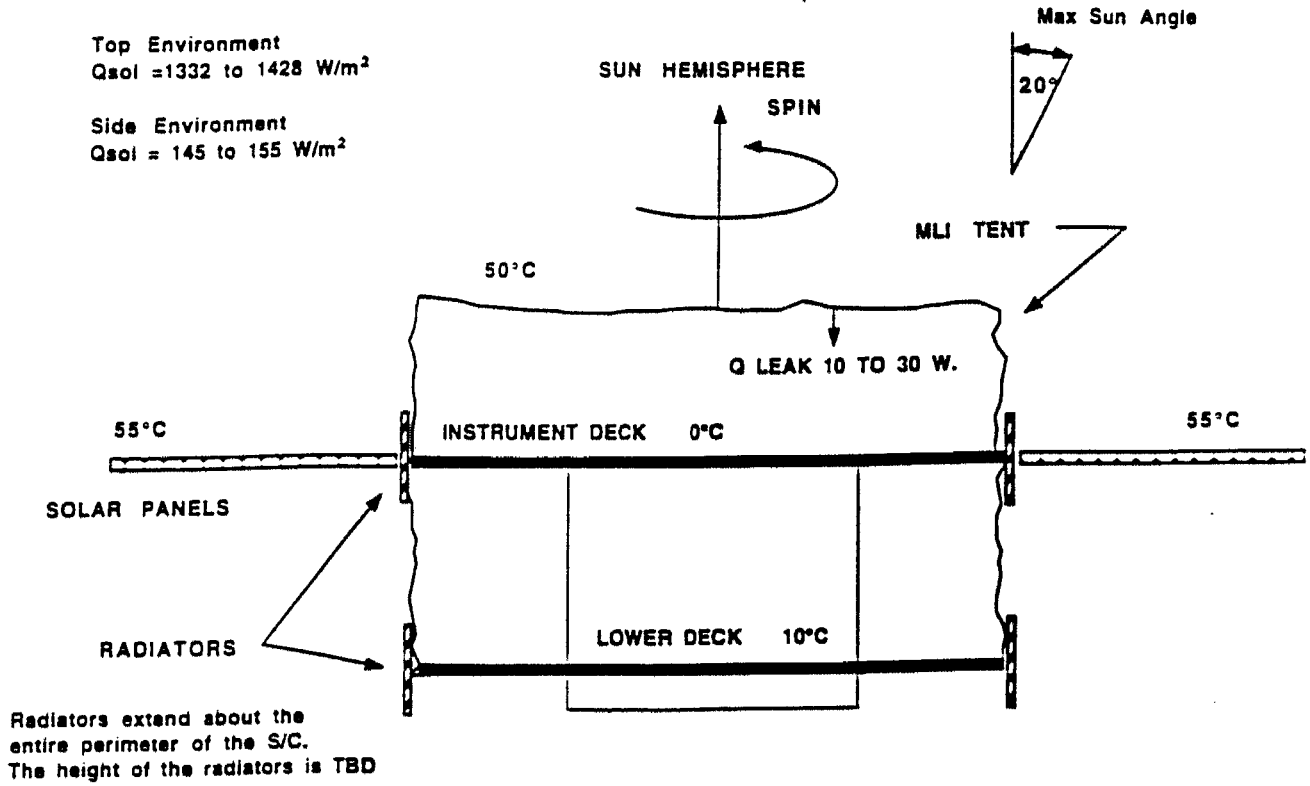 Max Sun Angle
Top Environment
Qsol =1332 to 1428 W/m²
SUN HEMISPHERE
20°
SPIN
Side Environment
Qsol = 145 to 155 W/m²
MLI TENT
50°C
Q LEAK 10 TO 30 W.
55°C
INSTRUMENT DECK 0°C
55°C
SOLAR PANELS
LOWER DECK 10°C
RADIATORS
Radiators extend about the
entire perimeter of the S/C.
The height of the radiators is TBD